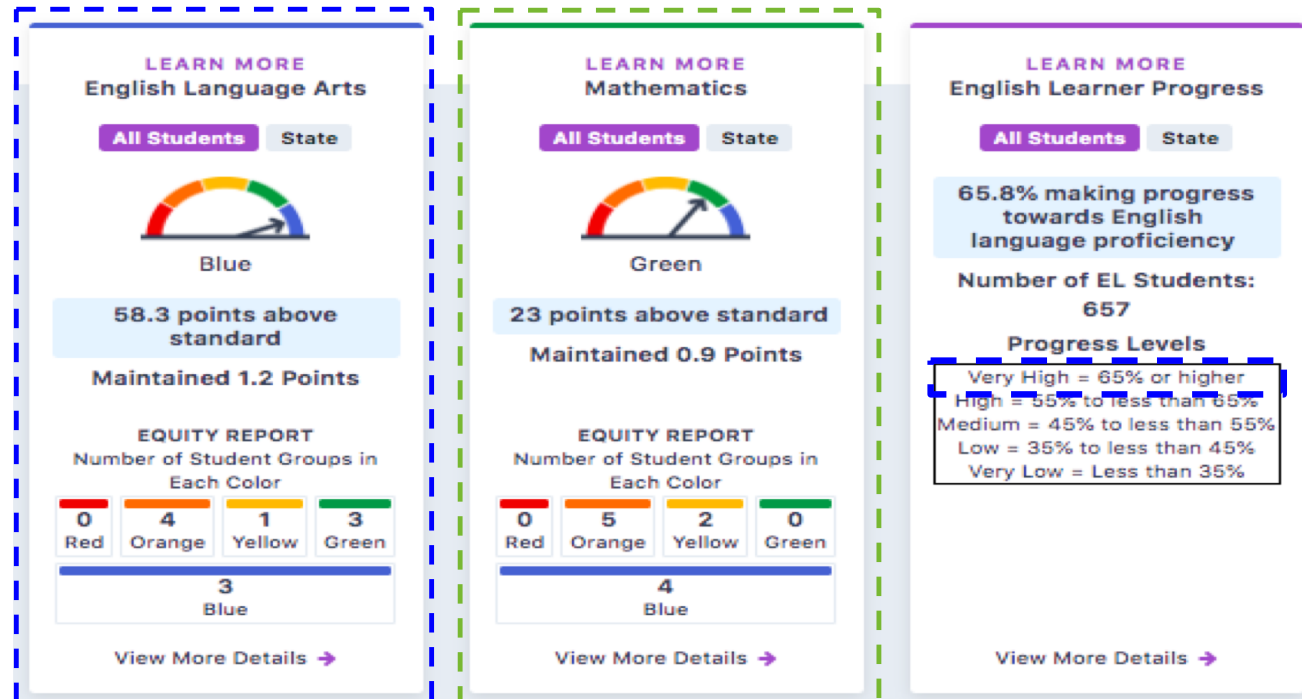 LEARN MORE
English Language Arts
All Students State
Blue
58.3 points above
standard
Maintained 1.2 Points
EQUITY REPORT
Number of Student Groups in
Each Color
0 4 1 3
Red Orange Yellow Green
3
Blue
View More Details →
LEARN MORE
Mathematics
All Students State
Green
23 points above standard
Maintained 0.9 Points
EQUITY REPORT
Number of Student Groups in
Each Color
0 5 2 0
Red Orange Yellow Green
4
Blue
View More Details →
LEARN MORE
English Learner Progress
All Students State
65.8% making progress
towards English
language proficiency
Number of EL Students:
657
Progress Levels
Very High = 65% or higher
High = 55% to less than 65%
Medium = 45% to less than 55%
Low = 35% to less than 45%
Very Low = Less than 35%
View More Details →